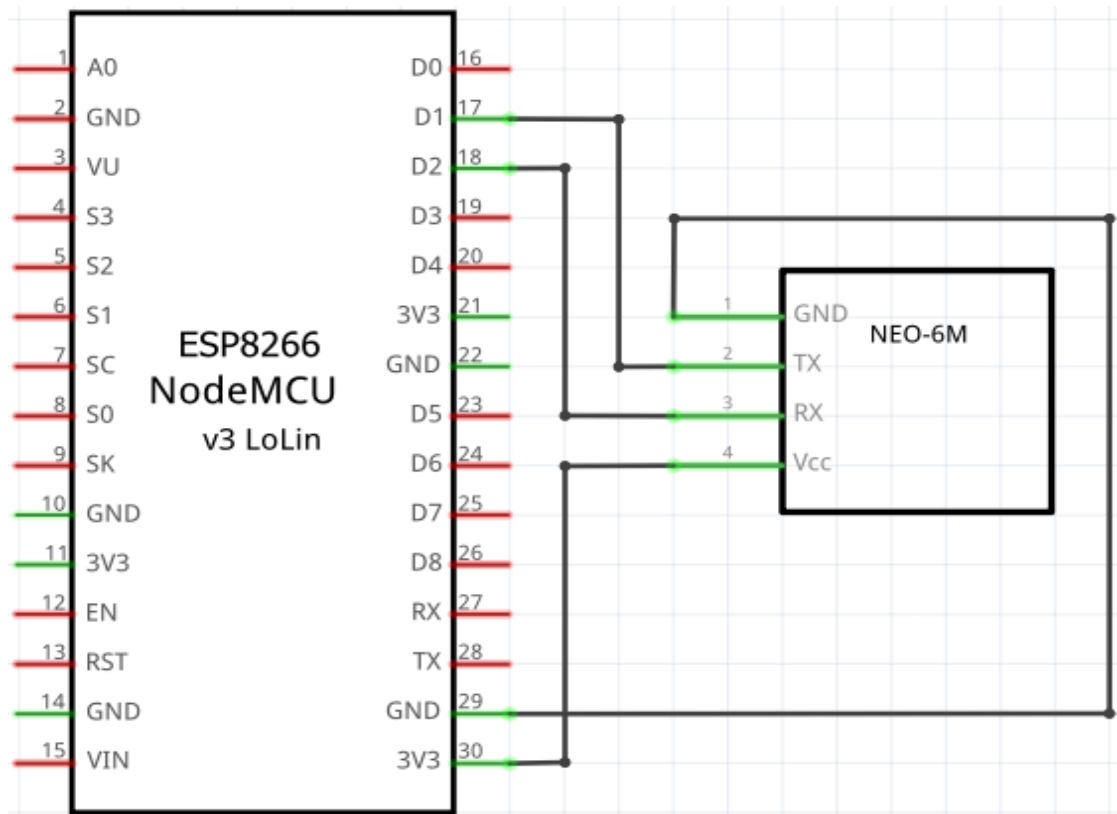 1 A0 D0 16
2 GND D1 17
3 VU D2 18
4 S3 D3 19
5 S2 D4 20
6 S1 3V3 21
7 SC GND 22
8 S0 D5 23
9 SK D6 24
10 GND D7 25
11 3V3 D8 26
12 EN RX 27
13 RST TX 28
14 GND GND 29
15 VIN 3V3 30
ESP8266
NodeMCU
v3 LoLin
1 GND
2 TX
3 RX
4 Vcc
NEO-6M